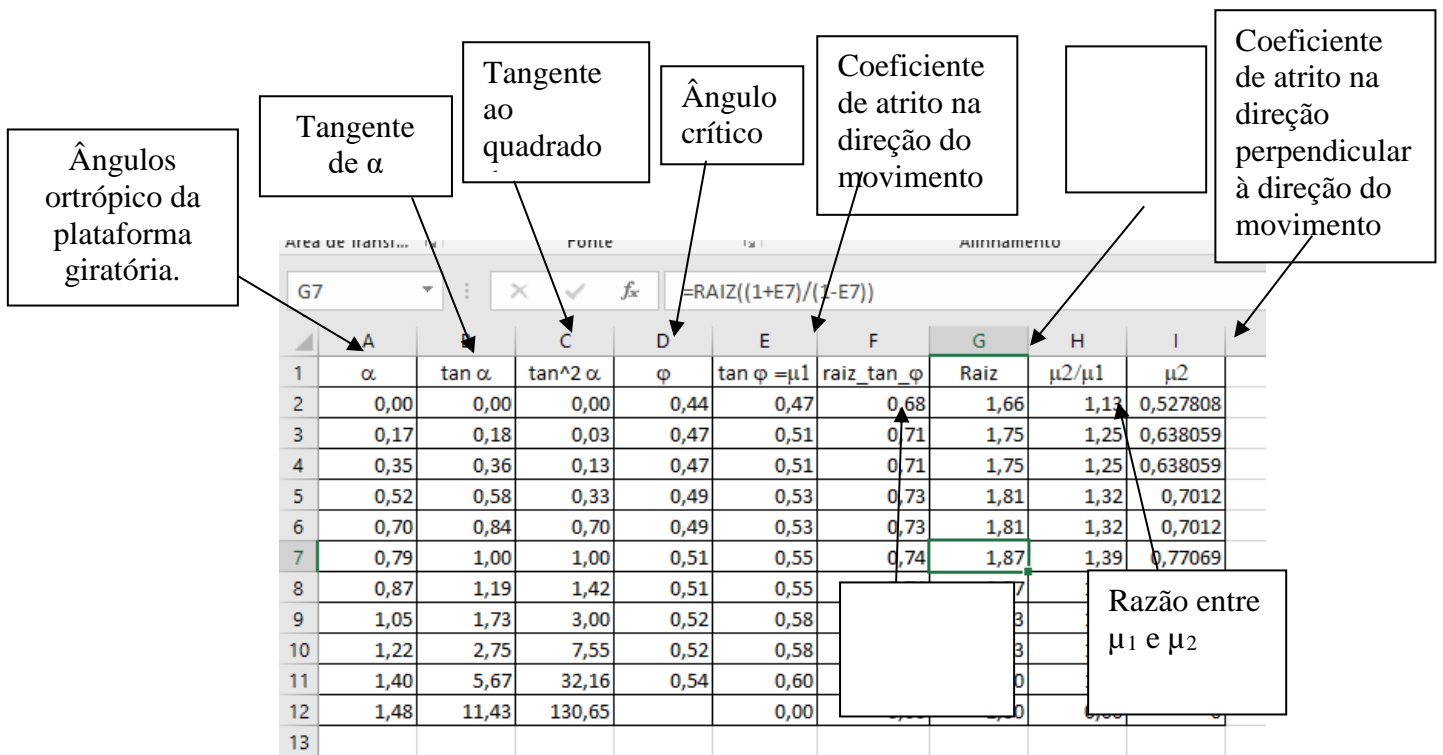 Ângulos
ortrópico da
plataforma
giratória.
Tangente
de α
Tangente
ao
quadrado
Ângulo
crítico
Coeficiente
de atrito na
direção do
movimento
Coeficiente
de atrito na
direção
perpendicular
à direção do
movimento
Área de Transf... Fonte Alinhamento
G7 fx =RAIZ((1+E7)/(1-E7))
A B C D E F G H I
1 α tan α tan^2 α φ tan φ =µ1 raiz_tan_φ Raiz µ2/µ1 µ2
2 0,00 0,00 0,00 0,44 0,47 0,68 1,66 1,13 0,527808
3 0,17 0,18 0,03 0,47 0,51 0,71 1,75 1,25 0,638059
4 0,35 0,36 0,13 0,47 0,51 0,71 1,75 1,25 0,638059
5 0,52 0,58 0,33 0,49 0,53 0,73 1,81 1,32 0,7012
6 0,70 0,84 0,70 0,49 0,53 0,73 1,81 1,32 0,7012
7 0,79 1,00 1,00 0,51 0,55 0,74 1,87 1,39 0,77069
8 0,87 1,19 1,42 0,51 0,55
9 1,05 1,73 3,00 0,52 0,58
10 1,22 2,75 7,55 0,52 0,58
11 1,40 5,67 32,16 0,54 0,60
12 1,48 11,43 130,65 0,00
13
Razão entre
µ1 e µ2